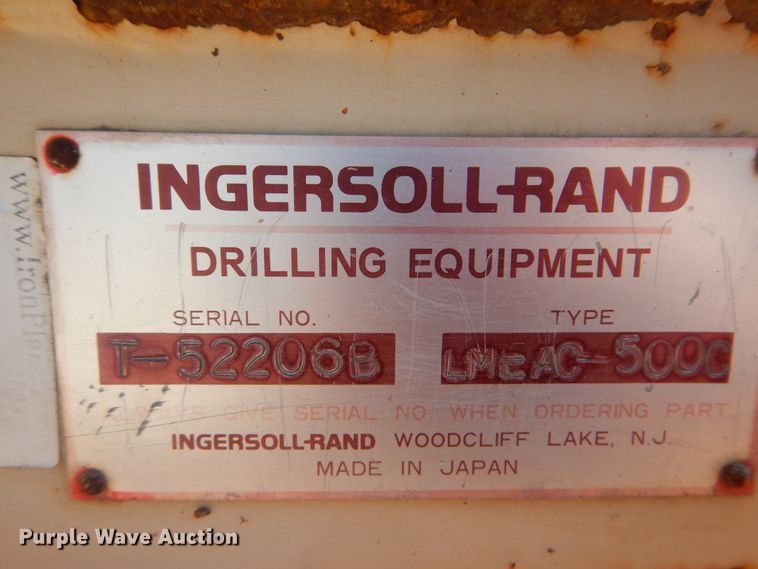 INGERSOLL-RAND
DRILLING EQUIPMENT
SERIAL NO. TYPE
T-52206B LMEAC-500C
ALWAYS GIVE SERIAL NO. WHEN ORDERING PART
INGERSOLL-RAND WOODCLIFF LAKE, N.J.
MADE IN JAPAN
Purple Wave Auction